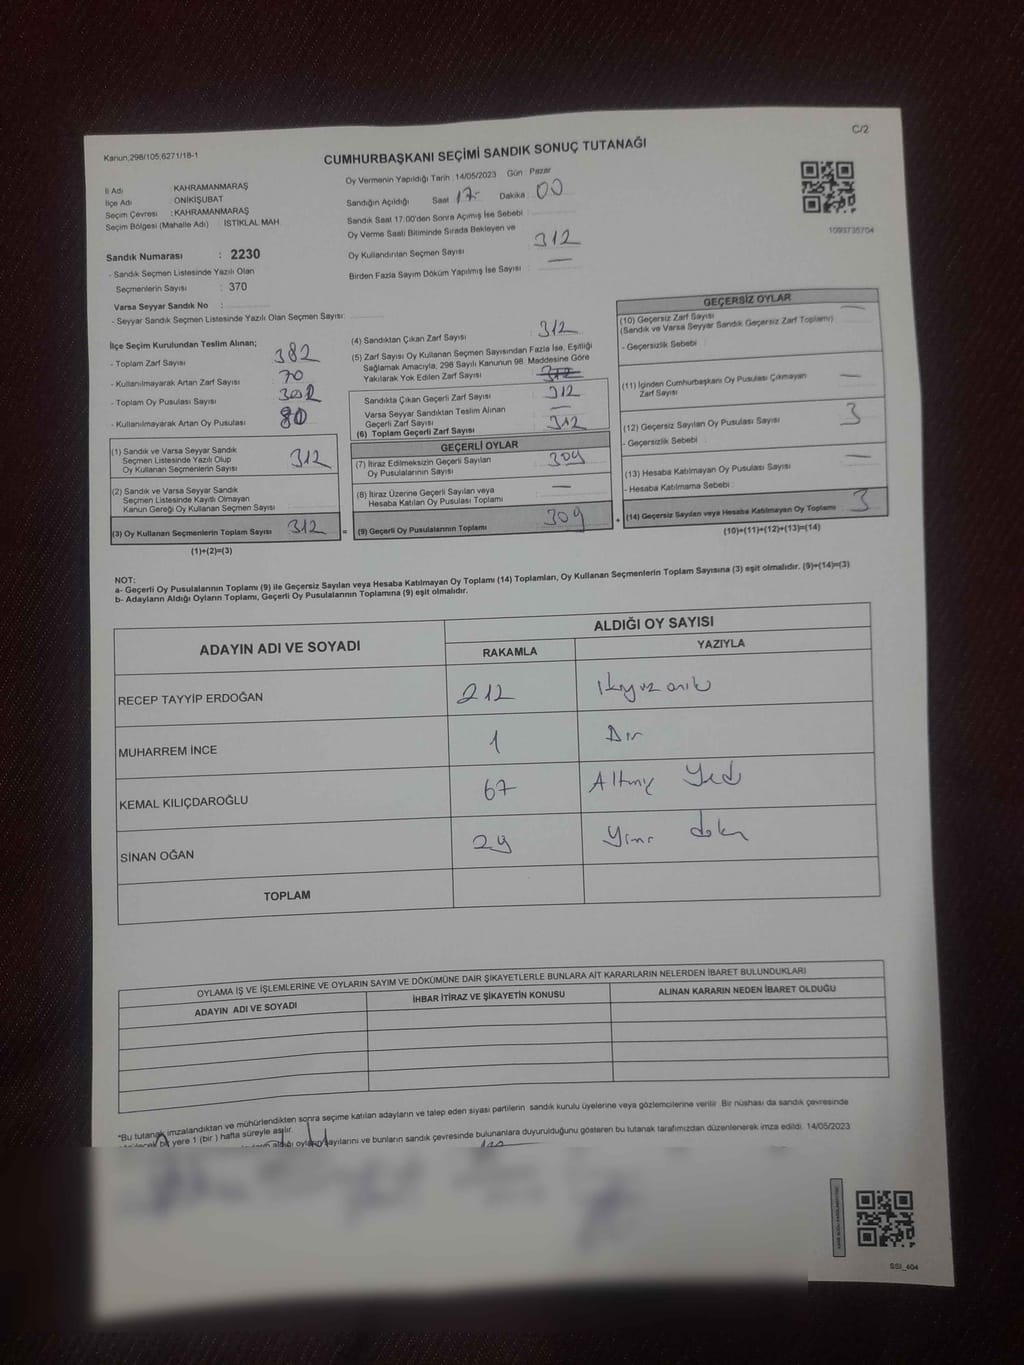 Kanun,298/105;6271/18-1
C/2
CUMHURBAŞKANI SEÇİMİ SANDIK SONUÇ TUTANAĞI
İl Adı : KAHRAMANMARAŞ
İlçe Adı : ONİKİŞUBAT
Seçim Çevresi : KAHRAMANMARAŞ
Seçim Bölgesi (Mahalle Adı) : İSTİKLAL MAH.
Oy Vermenin Yapıldığı Tarih : 14/05/2023 Gün Pazar
Sandığın Açıldığı Saat 17 Dakika : 00
Sandık Saat 17:00'den Sonra Açımış İse Sebebi :
Oy Verme Saati Bitiminde Sırada Bekleyen ve
Oy Kullandırılan Seçmen Sayısı 312
Birden Fazla Sayım Döküm Yapılmış İse Sayısı : —
1093735704
Sandık Numarası : 2230
- Sandık Seçmen Listesinde Yazılı Olan
Seçmenlerin Sayısı : 370
Varsa Seyyar Sandık No :
- Seyyar Sandık Seçmen Listesinde Yazılı Olan Seçmen Sayısı:
İlçe Seçim Kurulundan Teslim Alınan;
- Toplam Zarf Sayısı : 382
- Kullanılmayarak Artan Zarf Sayısı : 70
- Toplam Oy Pusulası Sayısı :
- Kullanılmayarak Artan Oy Pusulası : 80
(1) Sandık ve Varsa Seyyar Sandık
Seçmen Listesinde Yazılı Olup
Oy Kullanan Seçmenlerin Sayısı 312
(2) Sandık ve Varsa Seyyar Sandık
Seçmen Listesinde Kayıtlı Olmayan
Kanun Gereği Oy Kullanan Seçmen Sayısı
(3) Oy Kullanan Seçmenlerin Toplam Sayısı 312 =
(1)+(2)=(3)
(4) Sandıktan Çıkan Zarf Sayısı 312
(5) Zarf Sayısı Oy Kullanan Seçmen Sayısından Fazla İse, Eşitliği
Sağlamak Amacıyla, 298 Sayılı Kanunun 98. Maddesine Göre
Yakılarak Yok Edilen Zarf Sayısı 312
Sandıkta Çıkan Geçerli Zarf Sayısı 312
Varsa Seyyar Sandıktan Teslim Alınan
Geçerli Zarf Sayısı —
(6) Toplam Geçerli Zarf Sayısı 312
GEÇERLİ OYLAR
(7) İtiraz Edilmeksizin Geçerli Sayılan
Oy Pusulalarının Sayısı 309
(8) İtiraz Üzerine Geçerli Sayılan veya
Hesaba Katılan Oy Pusulası Toplamı —
(9) Geçerli Oy Pusulalarının Toplamı 309 +
GEÇERSİZ OYLAR
(10) Geçersiz Zarf Sayısı —
(Sandık ve Varsa Seyyar Sandık Geçersiz Zarf Toplamı)
- Geçersizlik Sebebi :
(11) İçinden Cumhurbaşkanı Oy Pusulası Çıkmayan
Zarf Sayısı —
(12) Geçersiz Sayılan Oy Pusulası Sayısı 3
- Geçersizlik Sebebi :
(13) Hesaba Katılmayan Oy Pusulası Sayısı —
- Hesaba Katılmama Sebebi :
(14) Geçersiz Sayılan veya Hesaba Katılmayan Oy Toplamı 3
(10)+(11)+(12)+(13)=(14)
NOT:
a- Geçerli Oy Pusulalarının Toplamı (9) ile Geçersiz Sayılan veya Hesaba Katılmayan Oy Toplamı (14) Toplamları, Oy Kullanan Seçmenlerin Toplam Sayısına (3) eşit olmalıdır. (9)+(14)=(3)
b- Adayların Aldığı Oyların Toplamı, Geçerli Oy Pusulalarının Toplamına (9) eşit olmalıdır.
ADAYIN ADI VE SOYADI
ALDIĞI OY SAYISI
RAKAMLA
YAZIYLA
RECEP TAYYİP ERDOĞAN 212 ikiyüz oniki
MUHARREM İNCE 1 Bir
KEMAL KILIÇDAROĞLU 67 Altmış Yedi
SİNAN OĞAN 29 Yirmi dokuz
TOPLAM
OYLAMA İŞ VE İŞLEMLERİNE VE OYLARIN SAYIM VE DÖKÜMÜNE DAİR ŞİKAYETLERLE BUNLARA AİT KARARLARIN NELERDEN İBARET BULUNDUKLARI
ADAYIN ADI VE SOYADI
İHBAR İTİRAZ VE ŞİKAYETİN KONUSU
ALINAN KARARIN NEDEN İBARET OLDUĞU
"Bu tutanak imzalandıktan ve mühürlendikten sonra seçime katılan adayların ve talep eden siyasi partilerin sandık kurulu üyelerine veya gözlemcilerine verilir. Bir nüshası da sandık çevresinde
bir yere 1 (bir ) hafta süreyle asılır.
aldığı oyların sayılarını ve bunların sandık çevresinde bulunanlara duyurulduğunu gösteren bu tutanak tarafımızdan düzenlenerek imza edildi. 14/05/2023
SSI_404